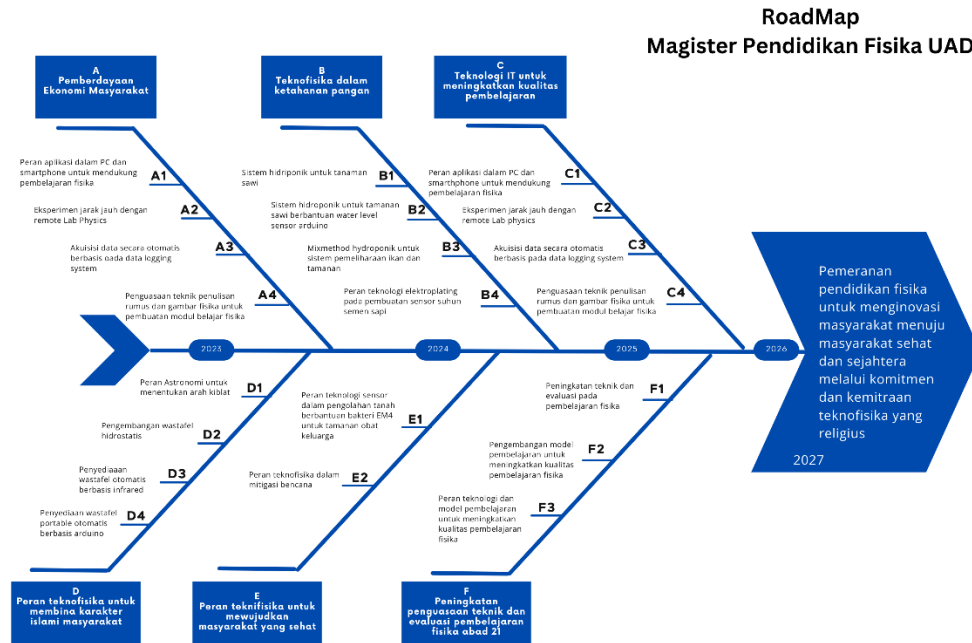 RoadMap
Magister Pendidikan Fisika UAD
A
Pemberdayaan
Ekonomi Masyarakat
B
Teknofisika dalam
ketahanan pangan
C
Teknologi IT untuk
meningkatkan kualitas
pembelajaran
Peran aplikasi dalam PC dan
smartphone untuk mendukung
pembelajaran fisika
A1
Eksperimen jarak jauh dengan
remote Lab Physics
A2
Akuisisi data secara otomatis
berbasis oada data logging
system
A3
Penguasaan teknik penulisan
rumus dan gambar fisika untuk
pembuatan modul belajar fisika
A4
Sistem hidriponik untuk tanaman
sawi
B1
Sistem hidroponik untuk tamanan
sawi berbantuan water level
sensor arduino
B2
Mixmethod hydroponik untuk
sistem pemeliharaan ikan dan
tamanan
B3
Peran teknologi elektroplating
pada pembuatan sensor suhun
semen sapi
B4
Peran aplikasi dalam PC dan
smarthphone untuk mendukung
pembelajaran fisika
C1
Eksperimen jarak jauh dengan
remote Lab physics
C2
Akuisisi data secara otomatis
berbasis pada data logging system
C3
Penguasaan teknik penulisan
rumus dan gambar fisika untuk
pembuatan modul belajar fisika
C4
2023
2024
2025
2026
Pemeranan
pendidikan fisika
untuk menginovasi
masyarakat menuju
masyarakat sehat
dan sejahtera
melalui komitmen
dan kemitraan
teknofisika yang
religius
2027
Peran Astronomi untuk
menentukan arah kiblat
D1
Pengembangan wastafel
hidrostatis
D2
Penyediaaan
wastafel otomatis
berbasis infrared
D3
Penyediaan wastafel
portable otomatis
berbasis arduino
D4
Peran teknologi sensor
dalam pengolahan tanah
berbantuan bakteri EM4
untuk tamanan obat
keluarga
E1
Peran teknofisika dalam
mitigasi bencana
E2
Peningkatan teknik dan
evaluasi pada
pembelajaran fisika
F1
Pengembangan model
pembelajaran untuk
meningkatkan kualitas
pembelajaran fisika
F2
Peran teknologi dan
model pembelajaran
untuk meningkatkan
kualitas pembelajaran
fisika
F3
D
Peran teknofisika untuk
membina karakter
islami masyarakat
E
Peran teknifisika untuk
mewujudkan
masyarakat yang sehat
F
Peningkatan
penguasaan teknik dan
evaluasi pembelajaran
fisika abad 21